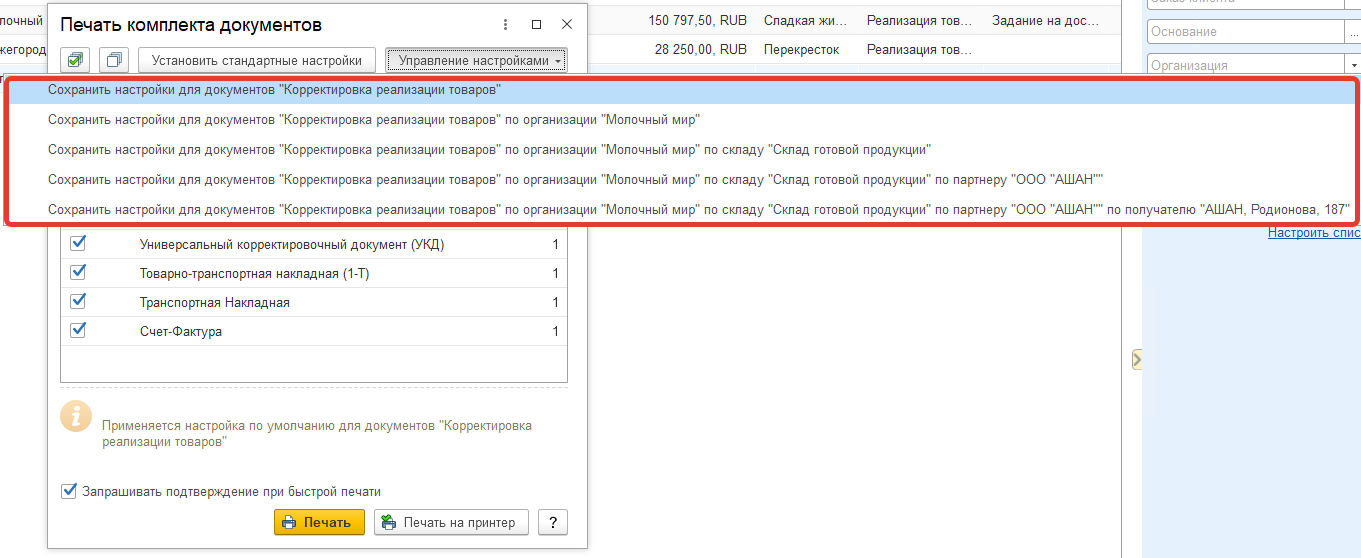 Печать комплекта документов
лочный
150 797,50, RUB
Сладкая жи...
Реализация тов...
Задание на дос...
жегород
28 250,00, RUB
Перекресток
Реализация тов...
Основание
...
Организация
Установить стандартные настройки
Управление настройками
Сохранить настройки для документов "Корректировка реализации товаров"
Сохранить настройки для документов "Корректировка реализации товаров" по организации "Молочный мир"
Сохранить настройки для документов "Корректировка реализации товаров" по организации "Молочный мир" по складу "Склад готовой продукции"
Сохранить настройки для документов "Корректировка реализации товаров" по организации "Молочный мир" по складу "Склад готовой продукции" по партнеру "ООО "АШАН""
Сохранить настройки для документов "Корректировка реализации товаров" по организации "Молочный мир" по складу "Склад готовой продукции" по партнеру "ООО "АШАН"" по получателю "АШАН, Родионова, 187"
Настроить спис
Универсальный корректировочный документ (УКД) 1
Товарно-транспортная накладная (1-Т) 1
Транспортная Накладная 1
Счет-Фактура 1
Применяется настройка по умолчанию для документов "Корректировка
реализации товаров"
Запрашивать подтверждение при быстрой печати
Печать
Печать на принтер
?